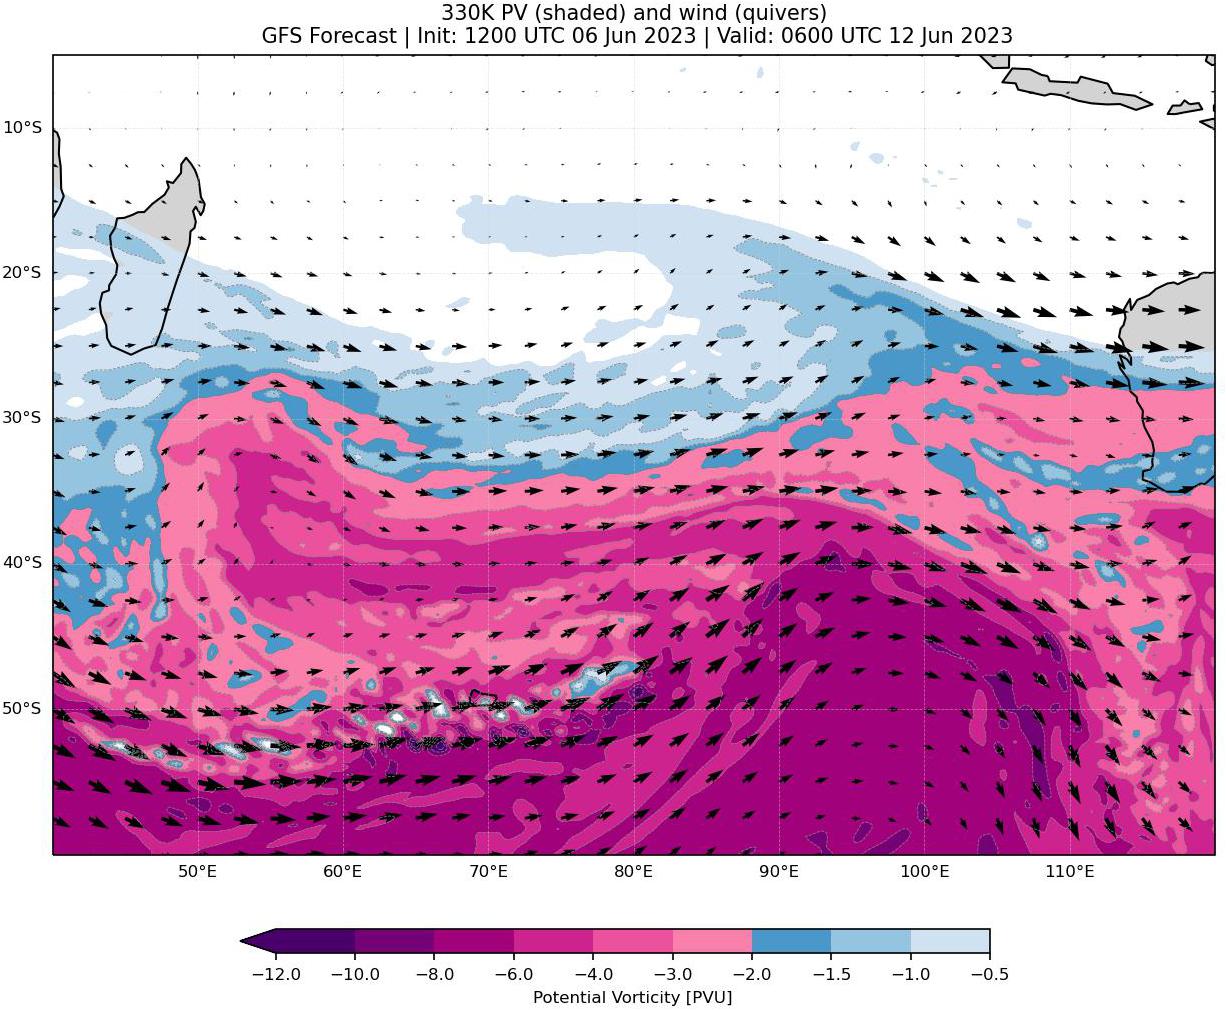 330K PV (shaded) and wind (quivers)
GFS Forecast | Init: 1200 UTC 06 Jun 2023 | Valid: 0600 UTC 12 Jun 2023
10°S
20°S
30°S
40°S
50°S
50°E 60°E 70°E 80°E 90°E 100°E 110°E
−12.0 −10.0 −8.0 −6.0 −4.0 −3.0 −2.0 −1.5 −1.0 −0.5
Potential Vorticity [PVU]